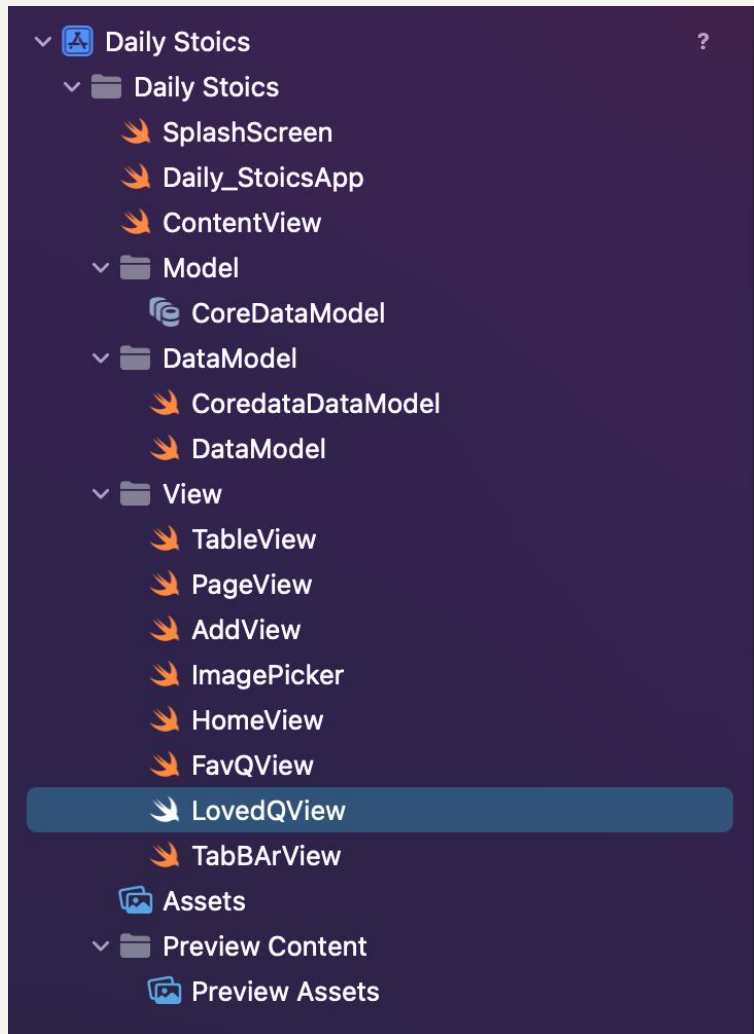 Daily Stoics ?
Daily Stoics
SplashScreen
Daily_StoicsApp
ContentView
Model
CoreDataModel
DataModel
CoredataDataModel
DataModel
View
TableView
PageView
AddView
ImagePicker
HomeView
FavQView
LovedQView
TabBArView
Assets
Preview Content
Preview Assets